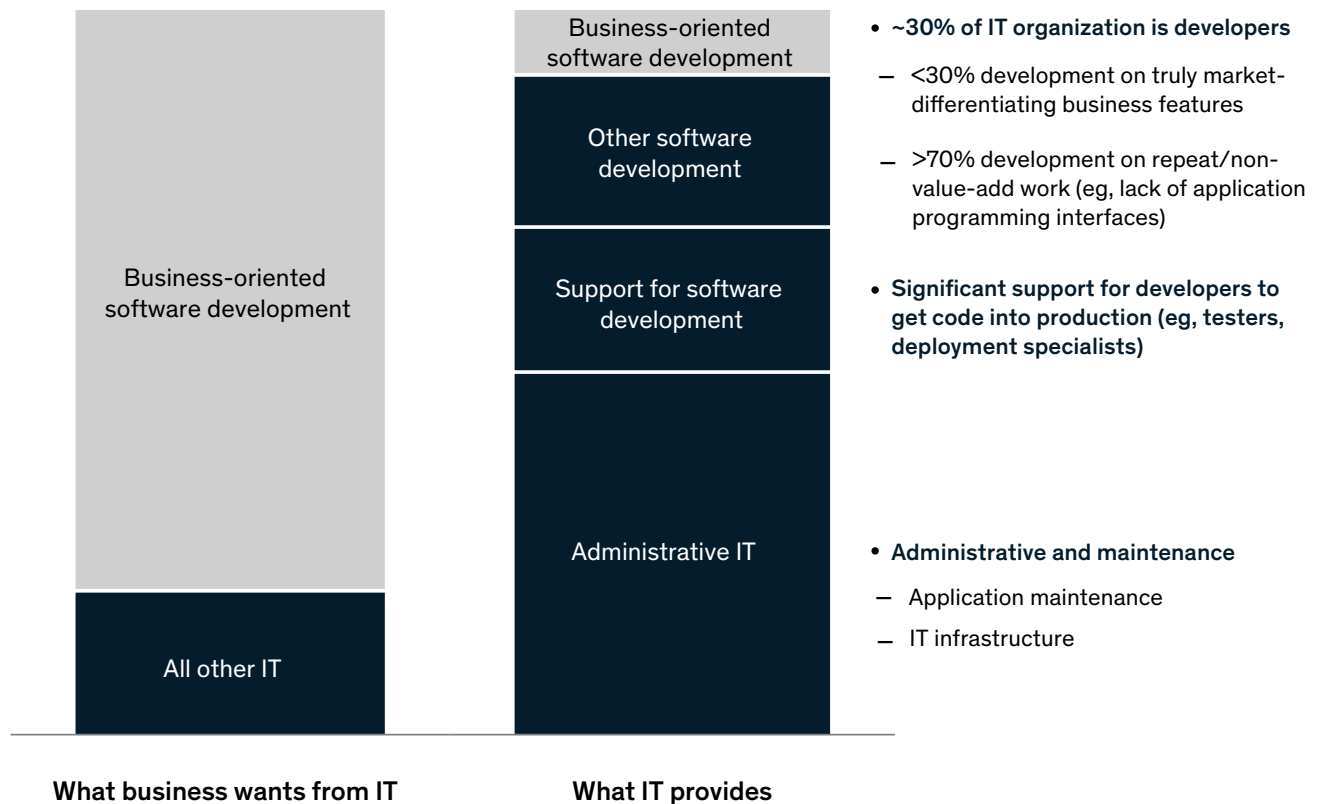 Business-oriented
software development
All other IT
What business wants from IT
Business-oriented
software development
Other software
development
Support for software
development
Administrative IT
What IT provides
• ~30% of IT organization is developers
– <30% development on truly market-
differentiating business features
– >70% development on repeat/non-
value-add work (eg, lack of application
programming interfaces)
• Significant support for developers to
get code into production (eg, testers,
deployment specialists)
• Administrative and maintenance
– Application maintenance
– IT infrastructure